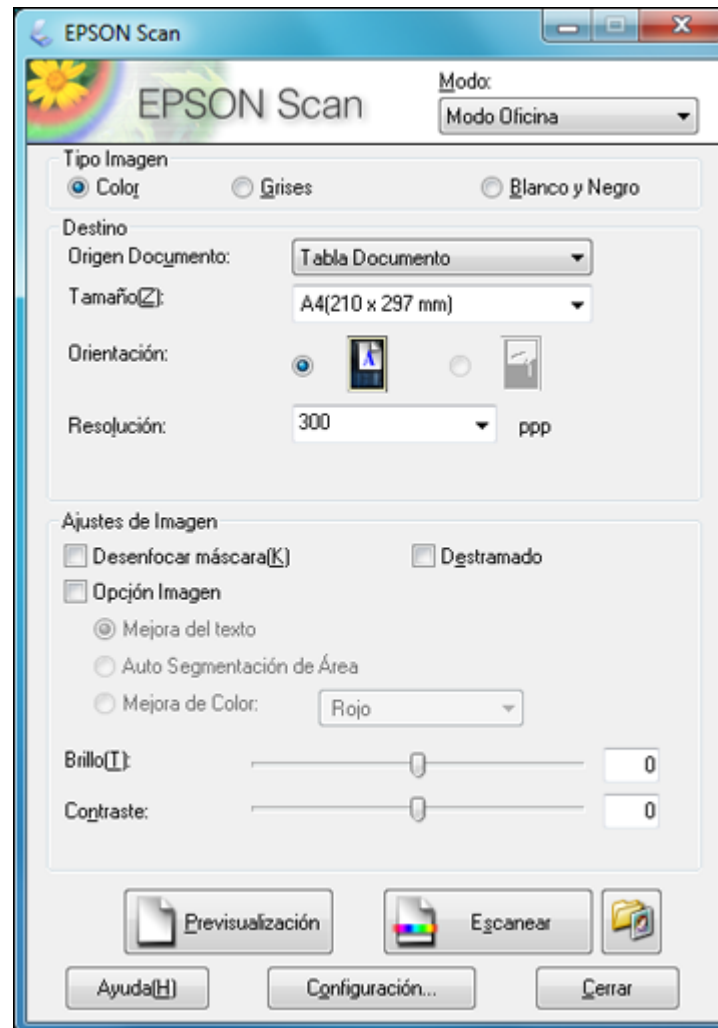 EPSON Scan
EPSON Scan
Modo:
Modo Oficina
Tipo Imagen
Color Grises Blanco y Negro
Destino
Origen Documento: Tabla Documento
Tamaño(Z): A4(210 x 297 mm)
Orientación: A
Resolución: 300 ppp
Ajustes de Imagen
Desenfocar máscara(K) Destramado
Opción Imagen
Mejora del texto
Auto Segmentación de Área
Mejora de Color: Rojo
Brillo(T): 0
Contraste: 0
Previsualización Escanear
Ayuda(H) Configuración... Cerrar